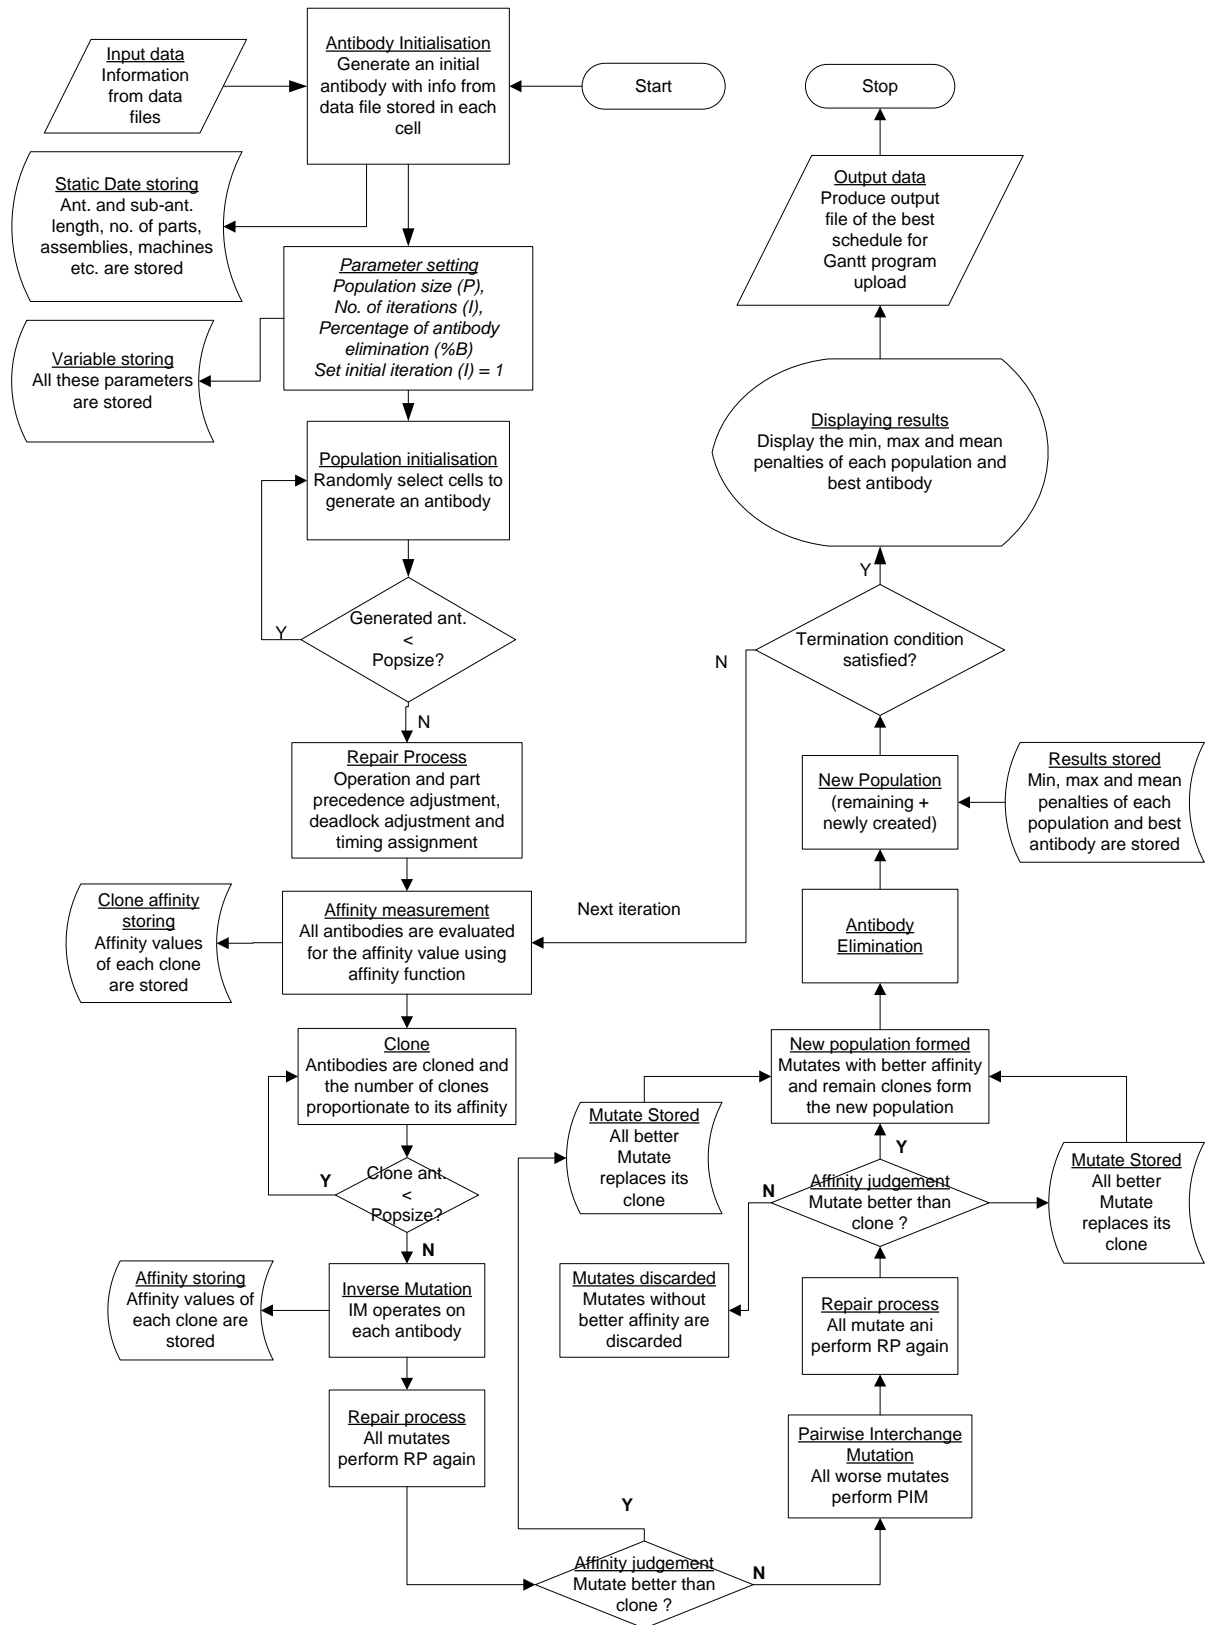 Input data
Information
from data
files
Antibody Initialisation
Generate an initial
antibody with info from
data file stored in each
cell
Start
Stop
Static Date storing
Ant. and sub-ant.
length, no. of parts,
assemblies, machines
etc. are stored
Parameter setting
Population size (P),
No. of iterations (I),
Percentage of antibody
elimination (%B)
Set initial iteration (I) = 1
Variable storing
All these parameters
are stored
Population initialisation
Randomly select cells to
generate an antibody
Generated ant.
<
Popsize?
Y
N
Repair Process
Operation and part
precedence adjustment,
deadlock adjustment and
timing assignment
Clone affinity
storing
Affinity values
of each clone
are stored
Affinity measurement
All antibodies are evaluated
for the affinity value using
affinity function
Next iteration
Clone
Antibodies are cloned and
the number of clones
proportionate to its affinity
Clone ant.
<
Popsize?
Y
N
Affinity storing
Affinity values of
each clone are
stored
Inverse Mutation
IM operates on
each antibody
Repair process
All mutates
perform RP again
Affinity judgement
Mutate better than
clone ?
Y
N
Mutate Stored
All better
Mutate
replaces its
clone
Pairwise Interchange
Mutation
All worse mutates
perform PIM
Repair process
All mutate ani
perform RP again
Affinity judgement
Mutate better than
clone ?
N
Y
Mutates discarded
Mutates without
better affinity are
discarded
Mutate Stored
All better
Mutate
replaces its
clone
New population formed
Mutates with better affinity
and remain clones form
the new population
Antibody
Elimination
New Population
(remaining +
newly created)
Results stored
Min, max and mean
penalties of each
population and best
antibody are stored
Termination condition
satisfied?
N
Y
Displaying results
Display the min, max and mean
penalties of each population and
best antibody
Output data
Produce output
file of the best
schedule for
Gantt program
upload